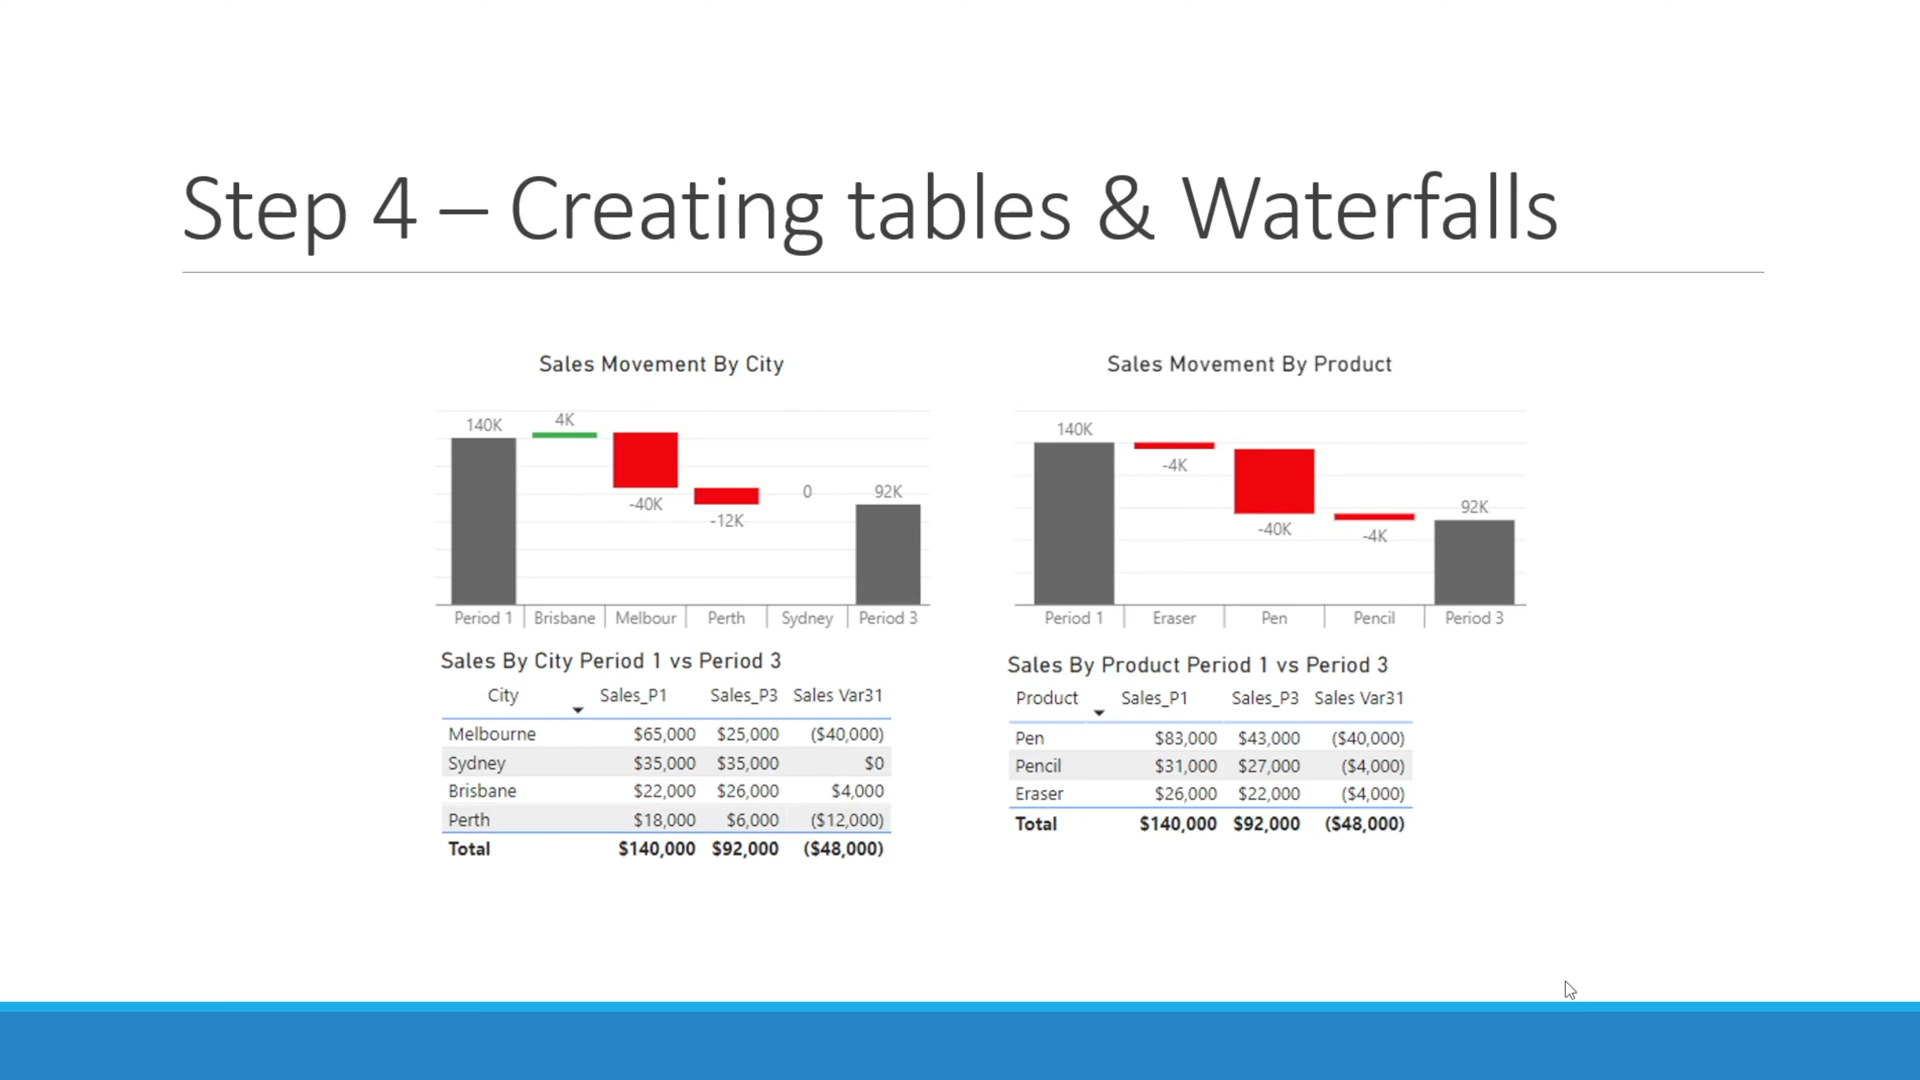 Step 4 – Creating tables & Waterfalls
Sales Movement By City
140K
4K
-40K
-12K
0
92K
Period 1 Brisbane Melbour Perth Sydney Period 3
Sales By City Period 1 vs Period 3
City Sales_P1 Sales_P3 Sales Var31
Melbourne $65,000 $25,000 ($40,000)
Sydney $35,000 $35,000 $0
Brisbane $22,000 $26,000 $4,000
Perth $18,000 $6,000 ($12,000)
Total $140,000 $92,000 ($48,000)
Sales Movement By Product
140K
-4K
-40K
-4K
92K
Period 1 Eraser Pen Pencil Period 3
Sales By Product Period 1 vs Period 3
Product Sales_P1 Sales_P3 Sales Var31
Pen $83,000 $43,000 ($40,000)
Pencil $31,000 $27,000 ($4,000)
Eraser $26,000 $22,000 ($4,000)
Total $140,000 $92,000 ($48,000)